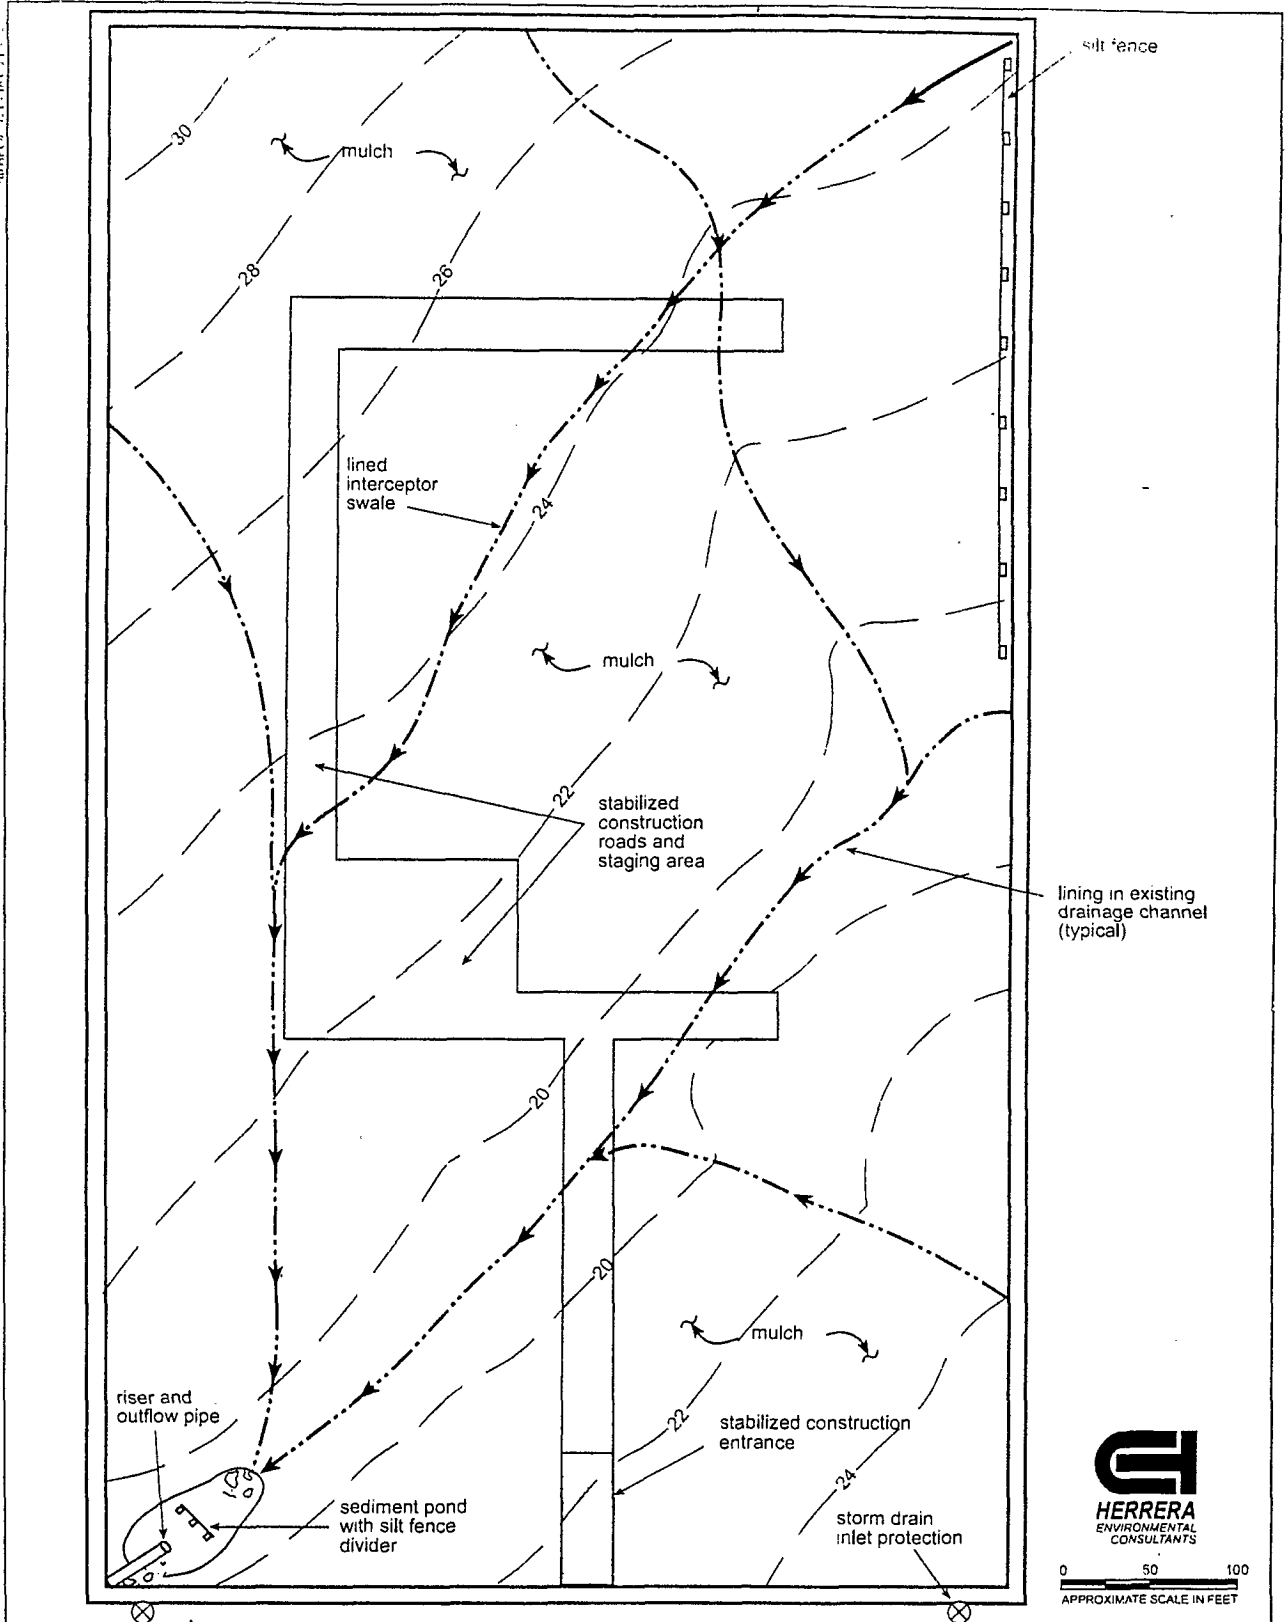 silt fence
30
mulch
28
26
lined
interceptor
swale
24
mulch
22
stabilized
construction
roads and
staging area
lining in existing
drainage channel
(typical)
20
20
mulch
riser and
outflow pipe
22
stabilized construction
entrance
24
sediment pond
with silt fence
divider
storm drain
inlet protection
HERRERA
ENVIRONMENTAL
CONSULTANTS
0 50 100
APPROXIMATE SCALE IN FEET